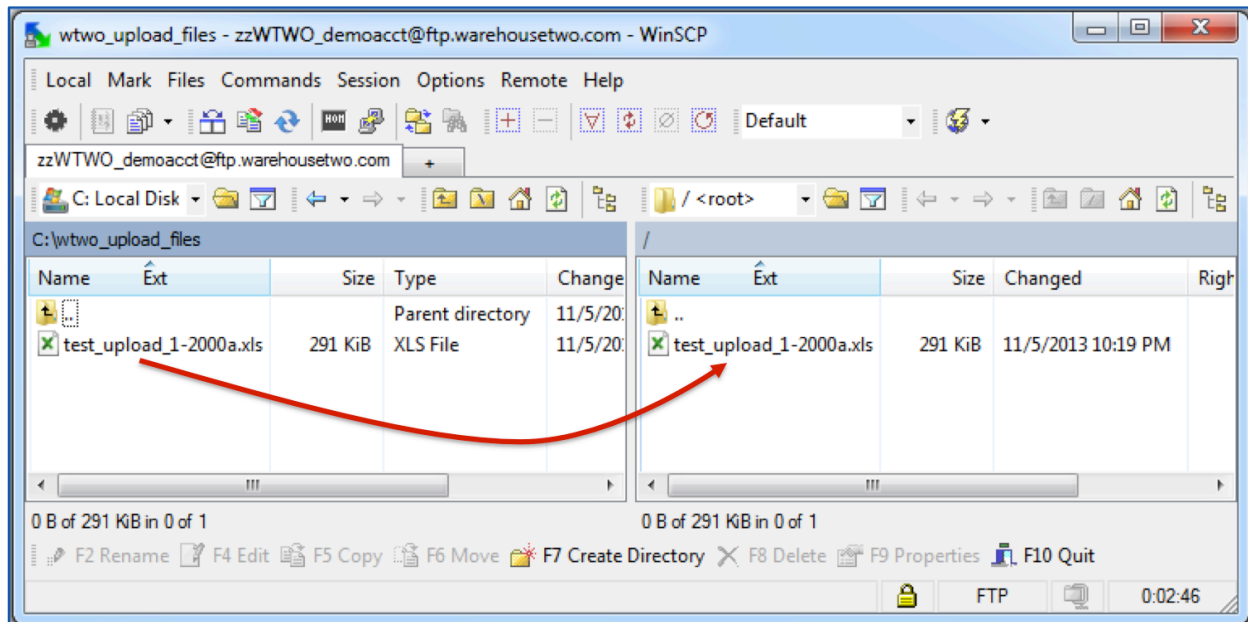 wtwo_upload_files - zzWTWO_demoacct@ftp.warehousetwo.com - WinSCP
Local Mark Files Commands Session Options Remote Help
Default
zzWTWO_demoacct@ftp.warehousetwo.com +
C: Local Disk / <root>
C:\wtwo_upload_files /
Name Ext Size Type Change Name Ext Size Changed Righ
.. Parent directory 11/5/20 ..
test_upload_1-2000a.xls 291 KiB XLS File 11/5/20 test_upload_1-2000a.xls 291 KiB 11/5/2013 10:19 PM
0 B of 291 KiB in 0 of 1 0 B of 291 KiB in 0 of 1
F2 Rename F4 Edit F5 Copy F6 Move F7 Create Directory F8 Delete F9 Properties F10 Quit
FTP 0:02:46